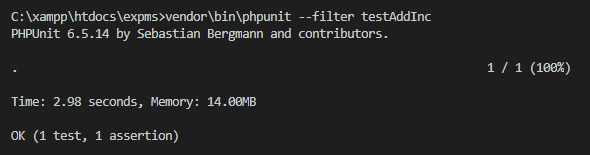 C:\xampp\htdocs\expms>vendor\bin\phpunit --filter testAddInc
PHPUnit 6.5.14 by Sebastian Bergmann and contributors.
. 1 / 1 (100%)
Time: 2.98 seconds, Memory: 14.00MB
OK (1 test, 1 assertion)